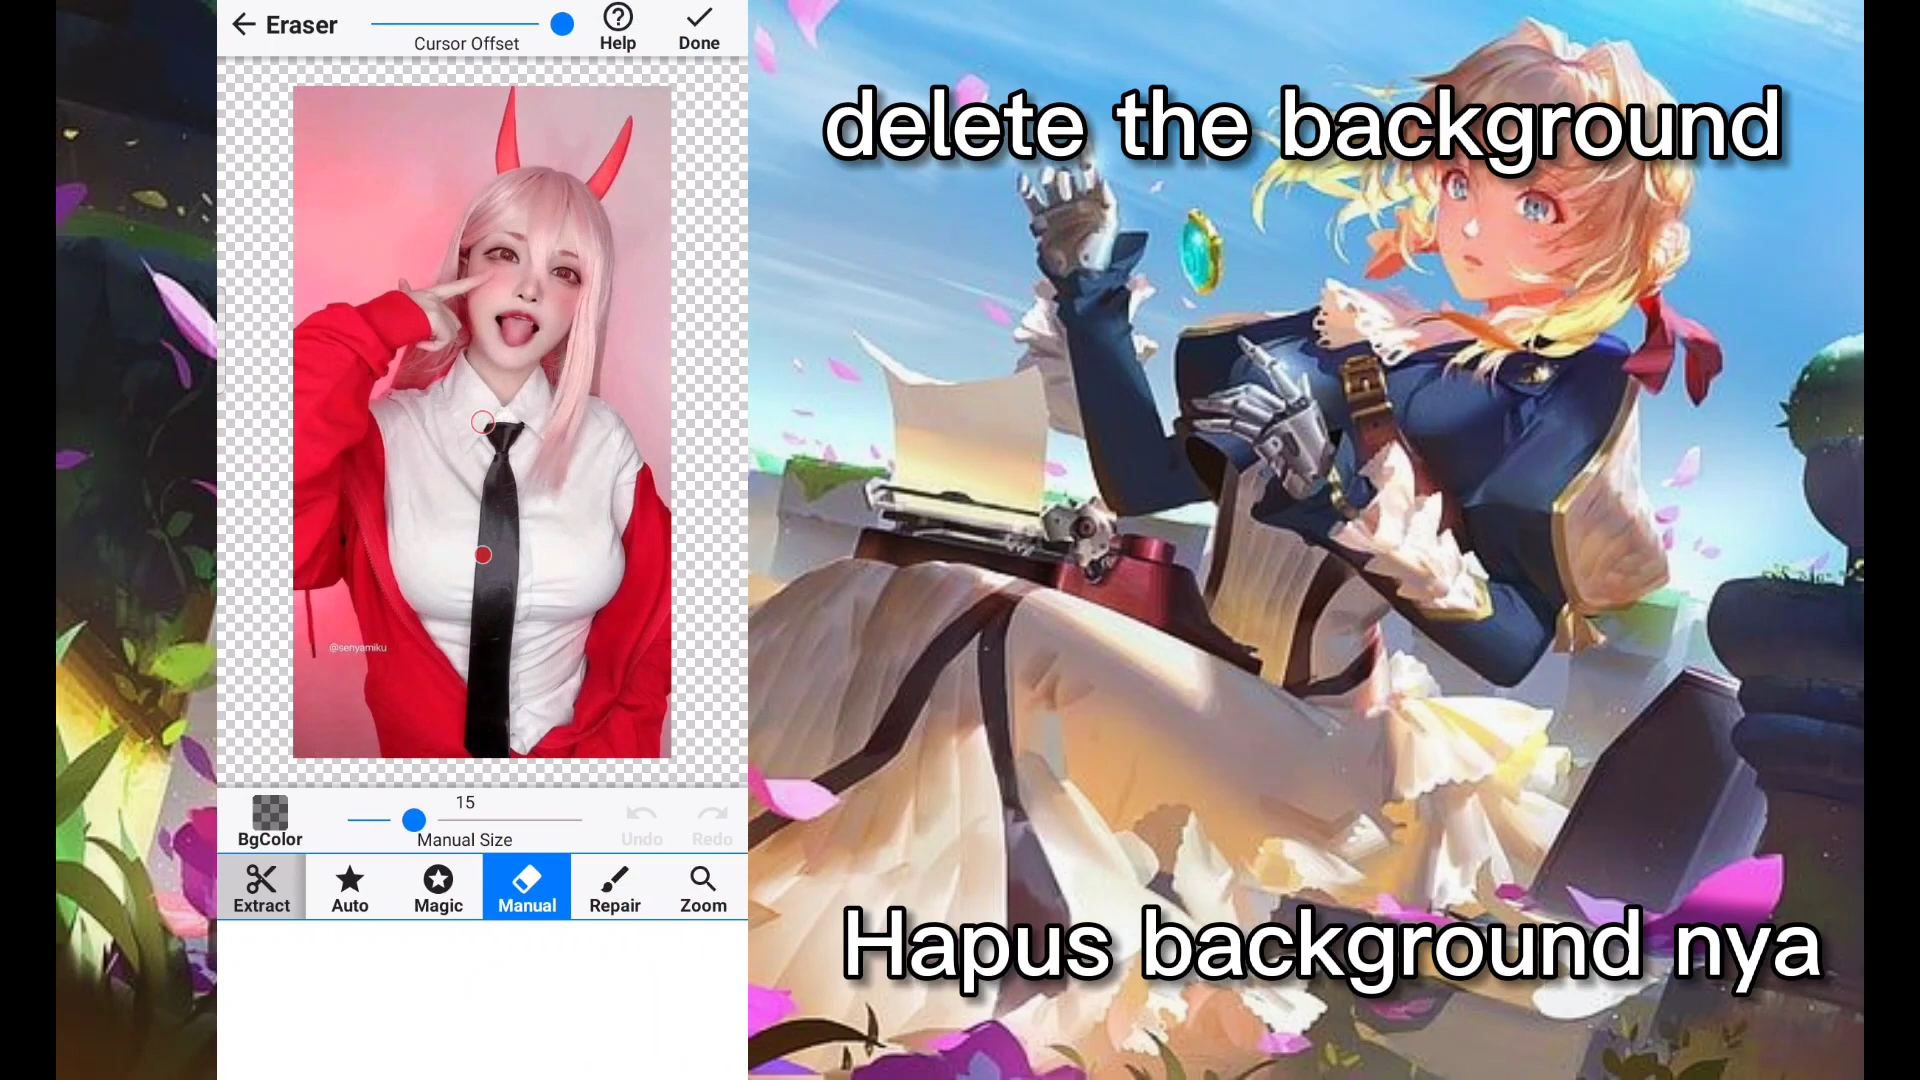 Eraser
Cursor Offset
Help
Done
delete the background
@senyamiku
15
BgColor
Manual Size
Undo
Redo
Extract
Auto
Magic
Manual
Repair
Zoom
Hapus background nya